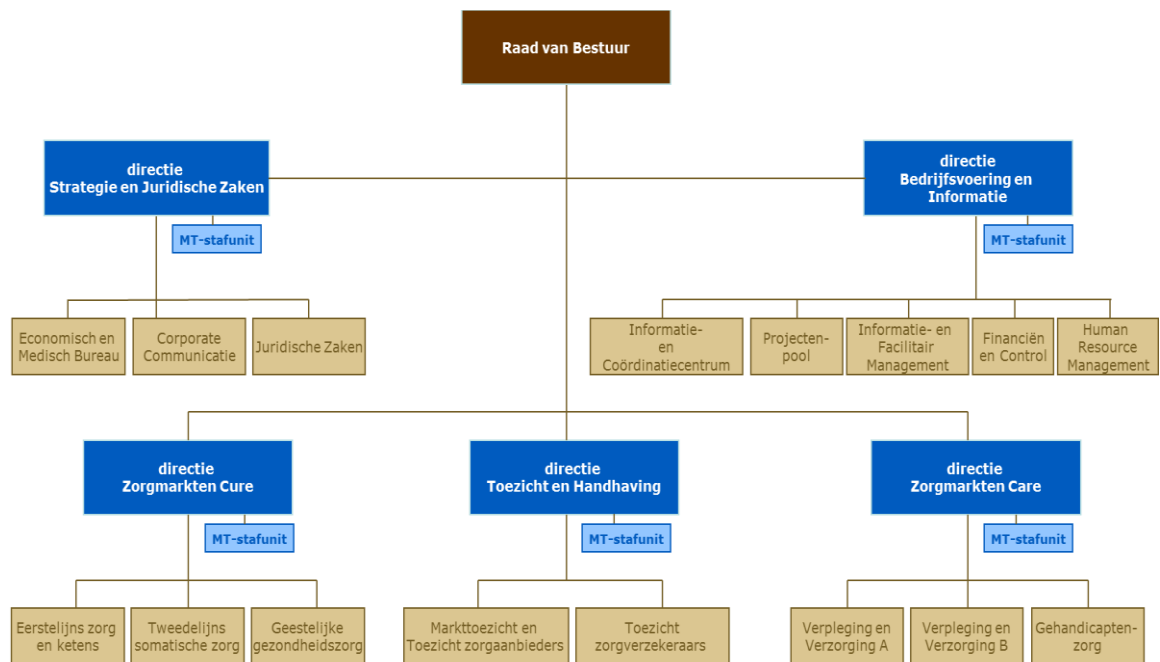 Raad van Bestuur
directie
Strategie en Juridische Zaken
MT-stafunit
directie
Bedrijfsvoering en
Informatie
MT-stafunit
Economisch en
Medisch Bureau
Corporate
Communicatie
Juridische Zaken
Informatie-
en
Coördinatiecentrum
Projecten-
pool
Informatie- en
Facilitair
Management
Financiën
en Control
Human
Resource
Management
directie
Zorgmarkten Cure
MT-stafunit
directie
Toezicht en Handhaving
MT-stafunit
directie
Zorgmarkten Care
MT-stafunit
Eerstelijns zorg
en ketens
Tweedelijns
somatische zorg
Geestelijke
gezondheidszorg
Markttoezicht en
Toezicht zorgaanbieders
Toezicht
zorgverzekeraars
Verpleging en
Verzorging A
Verpleging en
Verzorging B
Gehandicapten-
zorg